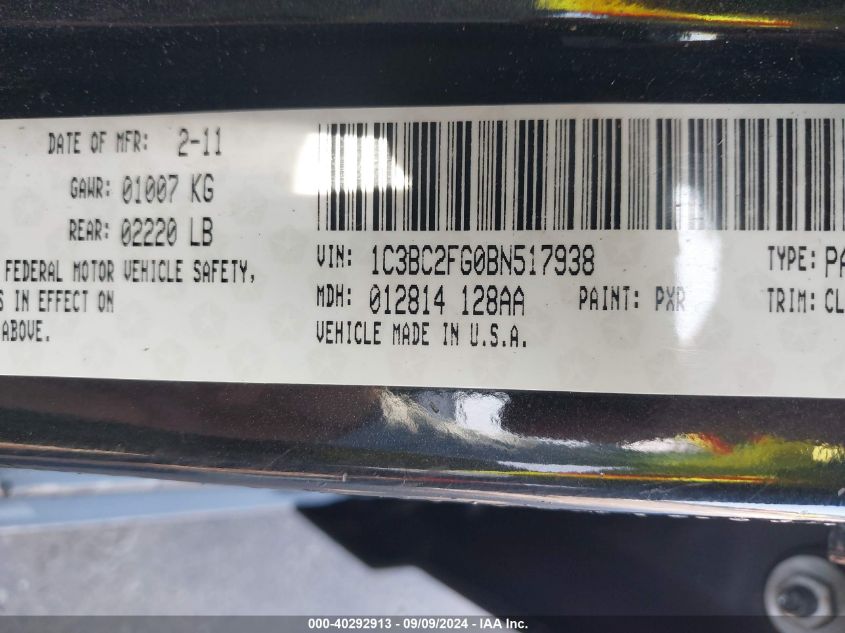 DATE OF MFR: 2-11
GAWR: 01007 KG
REAR: 02220 LB
FEDERAL MOTOR VEHICLE SAFETY,
S IN EFFECT ON
ABOVE.
VIN: 1C3BC2FG0BN517938
TYPE: PA
MDH: 012814 128AA PAINT: PXR
TRIM: CL
VEHICLE MADE IN U.S.A.
000-40292913 - 09/09/2024 - IAA Inc.